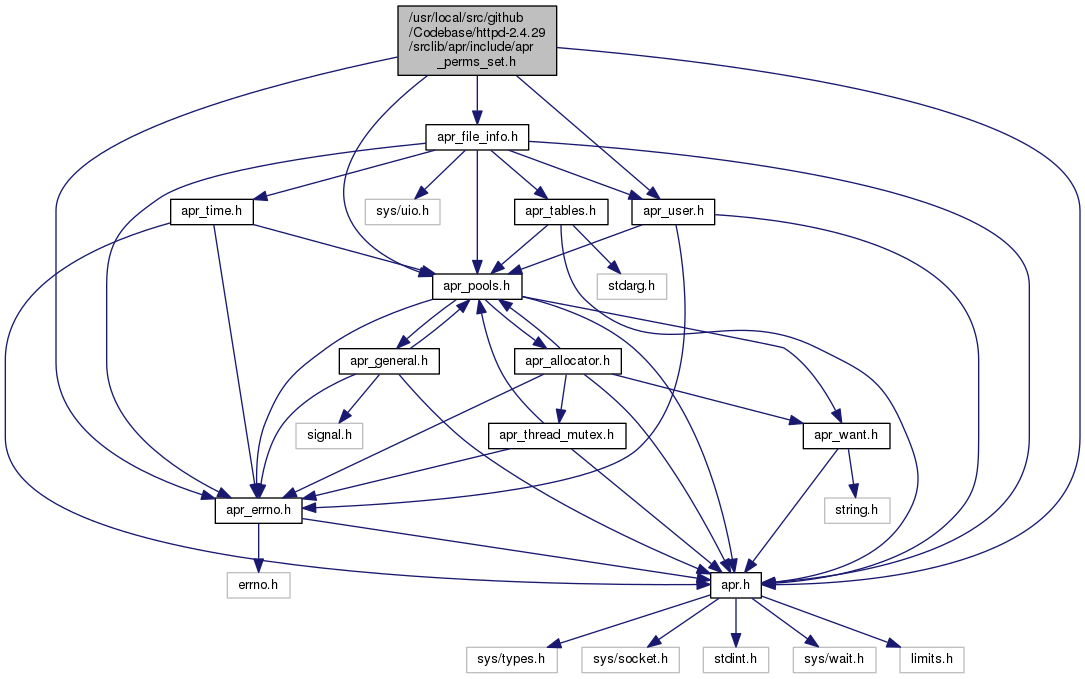 /usr/local/src/github
/Codebase/httpd-2.4.29
/srclib/apr/include/apr
_perms_set.h
apr_file_info.h
apr_time.h
sys/uio.h
apr_tables.h
apr_user.h
apr_pools.h
stdarg.h
apr_general.h
apr_allocator.h
signal.h
apr_thread_mutex.h
apr_want.h
apr_errno.h
string.h
errno.h
apr.h
sys/types.h
sys/socket.h
stdint.h
sys/wait.h
limits.h